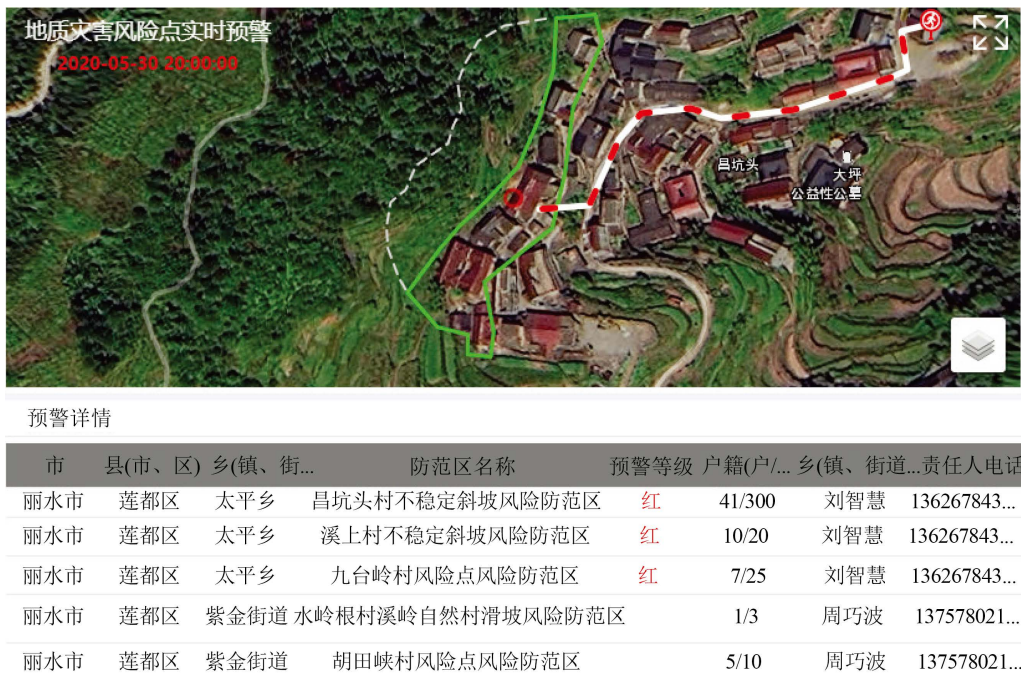 地质灾害风险点实时预警
2020-05-30 20:00:00
昌坑头
大坪
公益性公墓
预警详情
市 县(市、区) 乡(镇、街... 防范区名称 预警等级 户籍(户/... 乡(镇、街道...责任人电话
丽水市 莲都区 太平乡 昌坑头村不稳定斜坡风险防范区 红 41/300 刘智慧 136267843...
丽水市 莲都区 太平乡 溪上村不稳定斜坡风险防范区 红 10/20 刘智慧 136267843...
丽水市 莲都区 太平乡 九台岭村风险点风险防范区 红 7/25 刘智慧 136267843...
丽水市 莲都区 紫金街道 水岭根村溪岭自然村滑坡风险防范区 1/3 周巧波 137578021...
丽水市 莲都区 紫金街道 胡田峡村风险点风险防范区 5/10 周巧波 137578021...